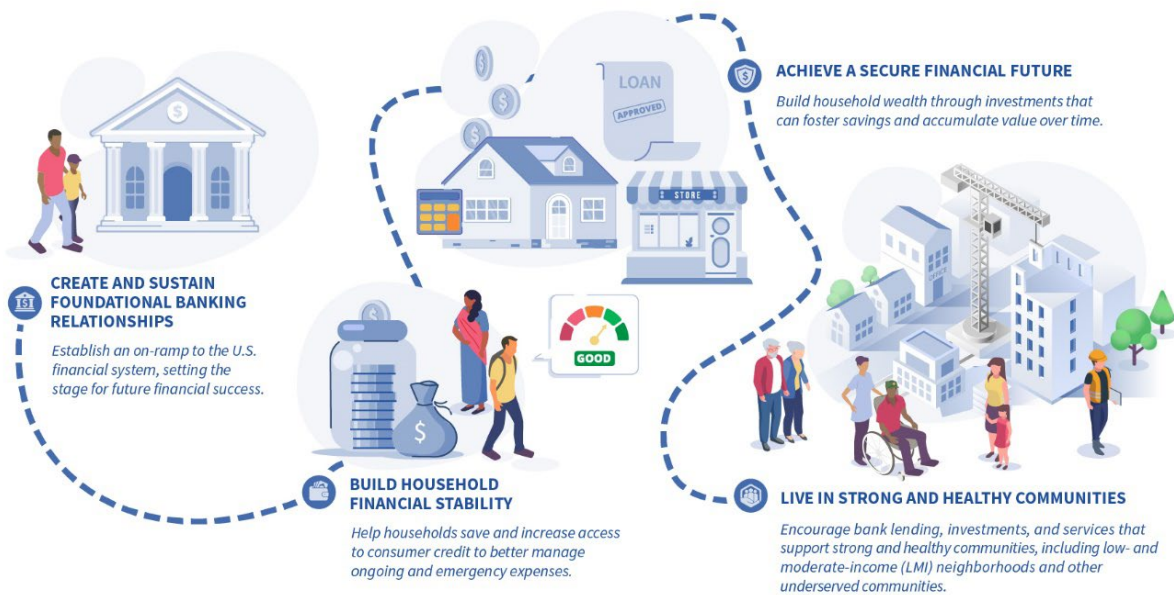 CREATE AND SUSTAIN
FOUNDATIONAL BANKING
RELATIONSHIPS
Establish an on-ramp to the U.S.
financial system, setting the
stage for future financial success.
GOOD
BUILD HOUSEHOLD
FINANCIAL STABILITY
Help households save and increase access
to consumer credit to better manage
ongoing and emergency expenses.
LOAN
APPROVED
STORE
ACHIEVE A SECURE FINANCIAL FUTURE
Build household wealth through investments that
can foster savings and accumulate value over time.
OFFICE
LIVE IN STRONG AND HEALTHY COMMUNITIES
Encourage bank lending, investments, and services that
support strong and healthy communities, including low- and
moderate-income (LMI) neighborhoods and other
underserved communities.